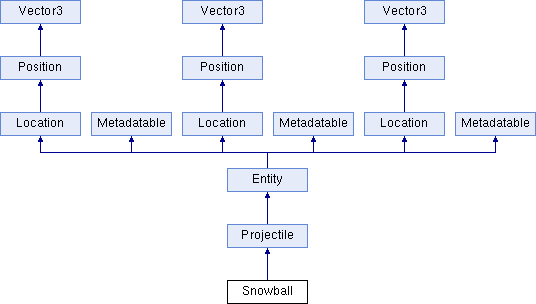 Vector3 Vector3 Vector3
Position Position Position
Location Metadatable Location Metadatable Location Metadatable
Entity
Projectile
Snowball